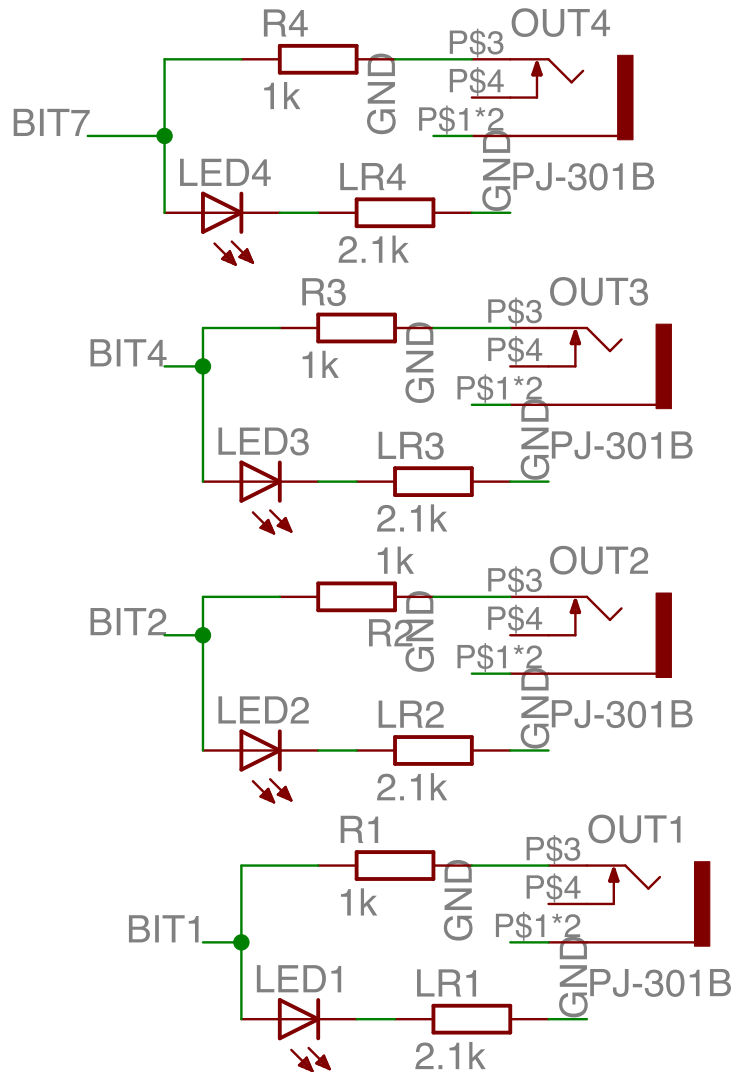 R4
OUT4
P$3
1k
GND
P$4
BIT7
P$1*2
GND
PJ-301B
LED4
LR4
2.1k
R3
OUT3
P$3
BIT4
1k
GND
P$4
P$1*2
GND
PJ-301B
LED3
LR3
2.1k
1k
OUT2
P$3
BIT2
R2
GND
P$4
P$1*2
GND
PJ-301B
LED2
LR2
2.1k
R1
OUT1
P$3
1k
GND
P$4
BIT1
P$1*2
GND
PJ-301B
LED1
LR1
2.1k